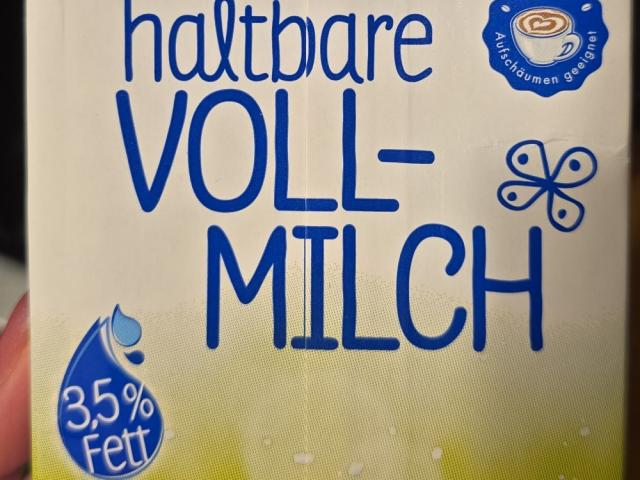 haltbare
Aufschäumen geeignet
VOLL-
MILCH
3,5%
Fett